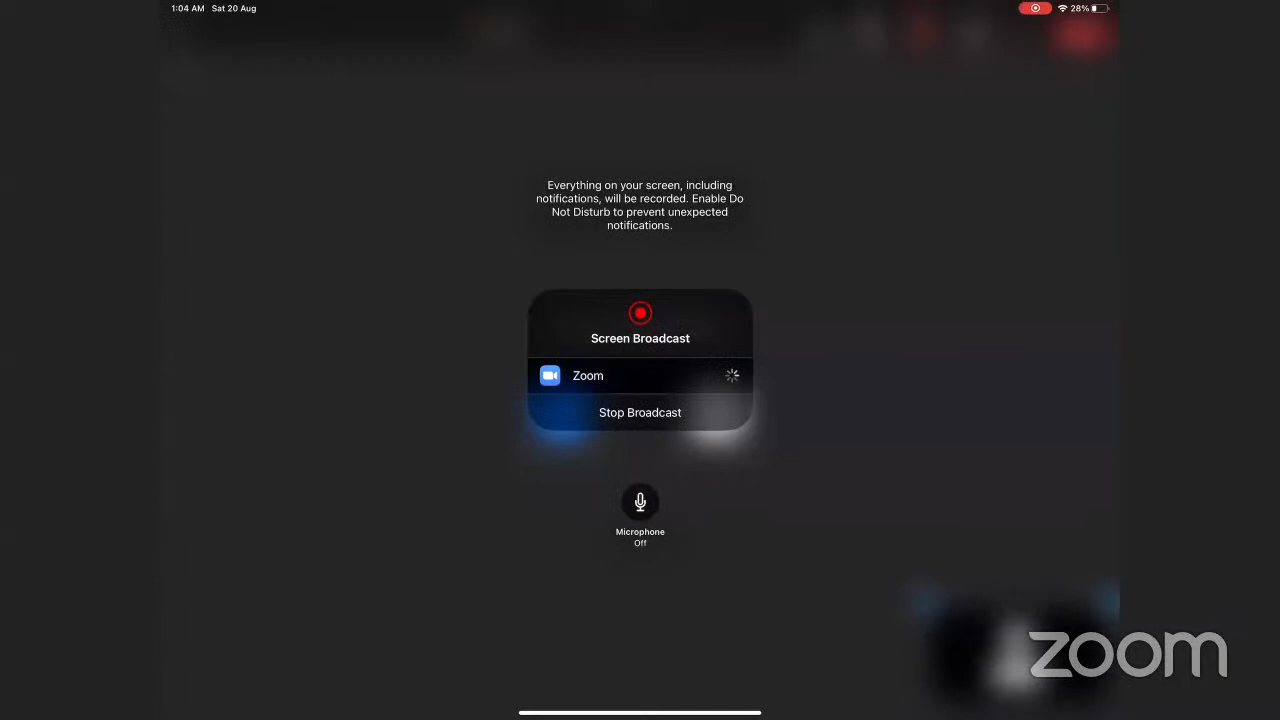 1:04 AM Sat 20 Aug
28%
Everything on your screen, including
notifications, will be recorded. Enable Do
Not Disturb to prevent unexpected
notifications.
Screen Broadcast
Zoom
Stop Broadcast
Microphone
Off
zoom